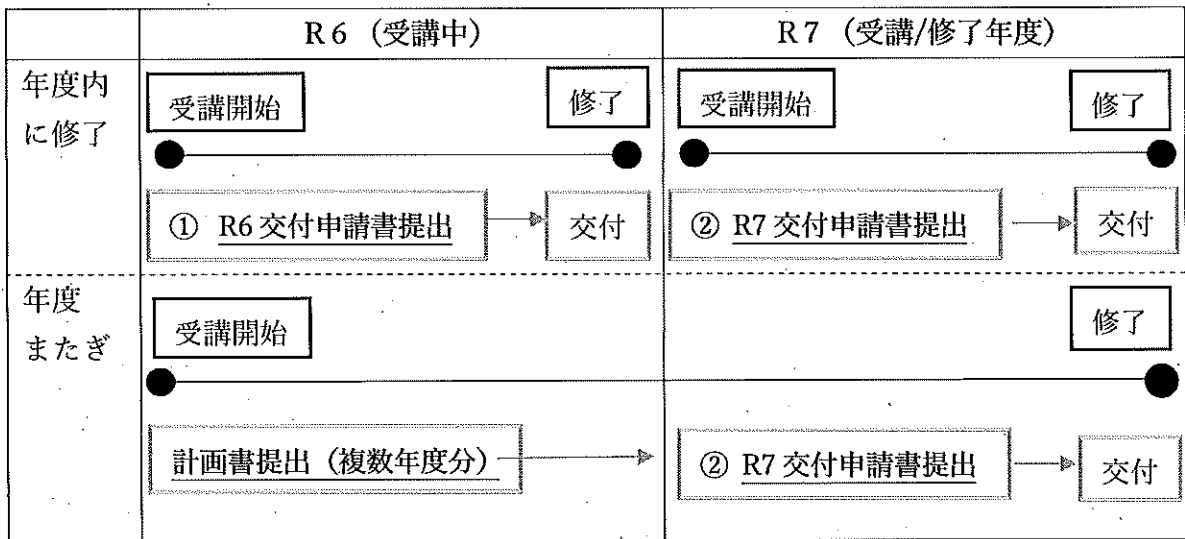 R6（受講中）
R7（受講/修了年度）
年度内
に修了
受講開始
修了
受講開始
修了
① R6交付申請書提出
交付
② R7交付申請書提出
交付
年度
またぎ
受講開始
修了
計画書提出（複数年度分）
② R7交付申請書提出
交付